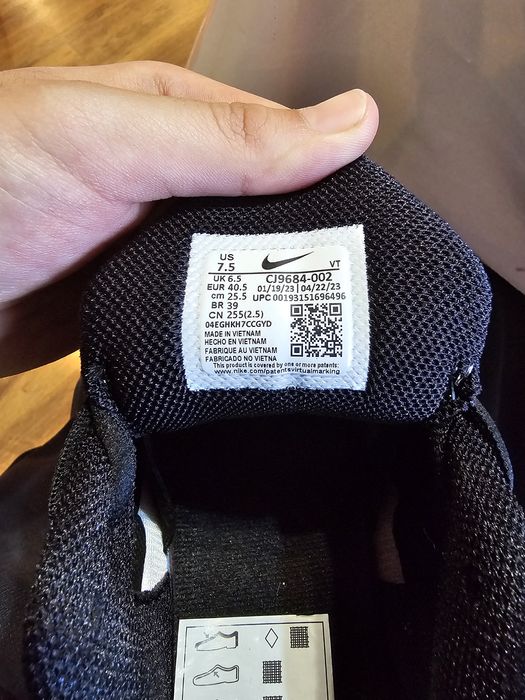 US
7.5
VT
UK 6.5 CJ9684-002
EUR 40.5 01/19/23 04/22/23
cm 25.5 UPC 00193151696496
BR 39
CN 255(2.5)
04EGHKH7CCGYD
MADE IN VIETNAM
HECHO EN VIETNAM
FABRIQUE AU VIETNAM
FABRICADO NO VIETNA
This product is covered by one or more patents:
www.nike.com/patentsvirtualmarking